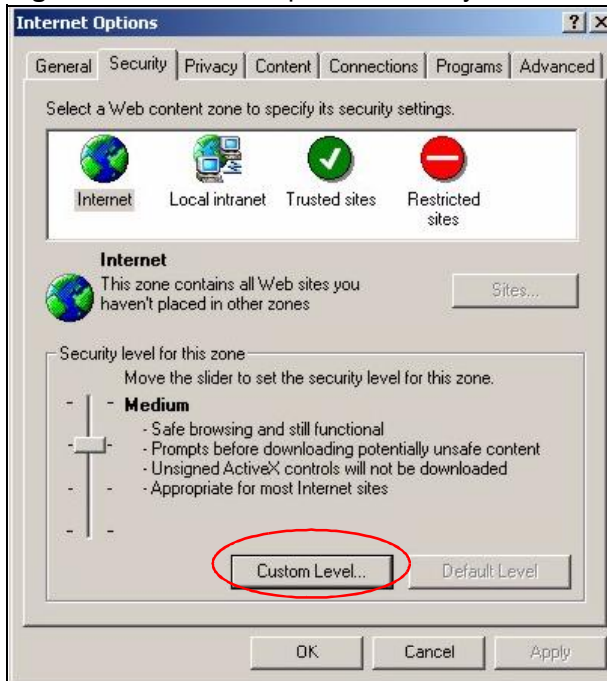 Internet Options
General Security Privacy Content Connections Programs Advanced
Select a Web content zone to specify its security settings.
Internet Local intranet Trusted sites Restricted sites
Internet
This zone contains all Web sites you
haven't placed in other zones
Sites...
Security level for this zone
Move the slider to set the security level for this zone.
Medium
- Safe browsing and still functional
- Prompts before downloading potentially unsafe content
- Unsigned ActiveX controls will not be downloaded
- Appropriate for most Internet sites
Custom Level... Default Level
OK Cancel Apply